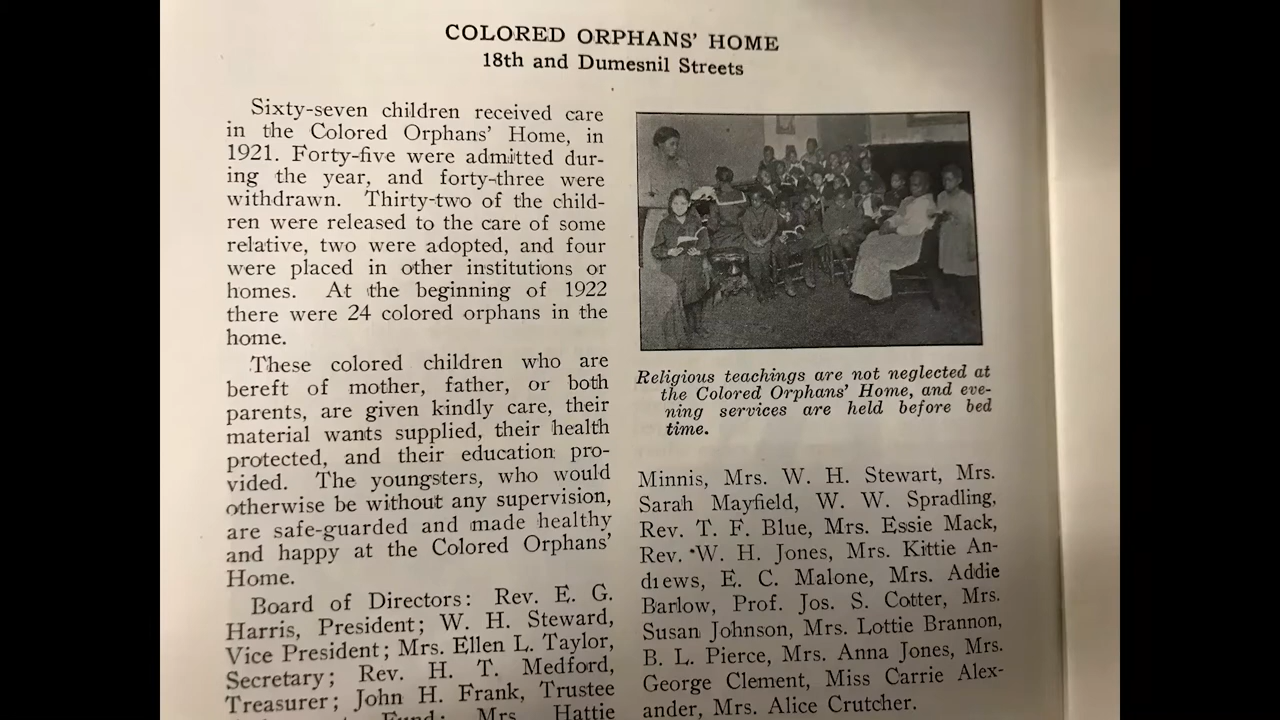 COLORED ORPHANS' HOME
18th and Dumesnil Streets
Sixty-seven children received care
in the Colored Orphans' Home, in
1921. Forty-five were admitted dur-
ing the year, and forty-three were
withdrawn. Thirty-two of the child-
ren were released to the care of some
relative, two were adopted, and four
were placed in other institutions or
homes. At the beginning of 1922
there were 24 colored orphans in the
home.
These colored children who are
bereft of mother, father, or both
parents, are given kindly care, their
material wants supplied, their health
protected, and their education pro-
vided. The youngsters, who would
otherwise be without any supervision,
are safe-guarded and made healthy
and happy at the Colored Orphans'
Home.
Board of Directors: Rev. E. G.
Harris, President; W. H. Steward,
Vice President; Mrs. Ellen L. Taylor,
Secretary; Rev. H. T. Medford,
Treasurer; John H. Frank, Trustee
Fund; Mrs. Hattie
Religious teachings are not neglected at
the Colored Orphans' Home, and eve-
ning services are held before bed
time.
Minnis, Mrs. W. H. Stewart, Mrs.
Sarah Mayfield, W. W. Spradling,
Rev. T. F. Blue, Mrs. Essie Mack,
Rev. W. H. Jones, Mrs. Kittie An-
drews, E. C. Malone, Mrs. Addie
Barlow, Prof. Jos. S. Cotter, Mrs.
Susan Johnson, Mrs. Lottie Brannon,
B. L. Pierce, Mrs. Anna Jones, Mrs.
George Clement, Miss Carrie Alex-
ander, Mrs. Alice Crutcher.